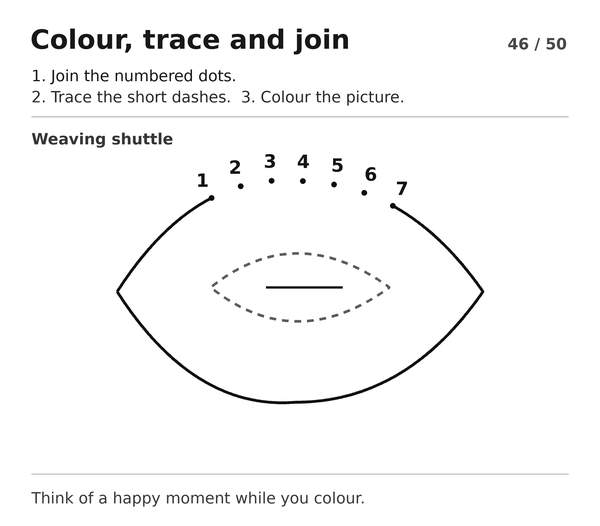 Colour, trace and join
46 / 50
1. Join the numbered dots.
2. Trace the short dashes.  3. Colour the picture.
Weaving shuttle
1 2 3 4 5 6 7
Think of a happy moment while you colour.